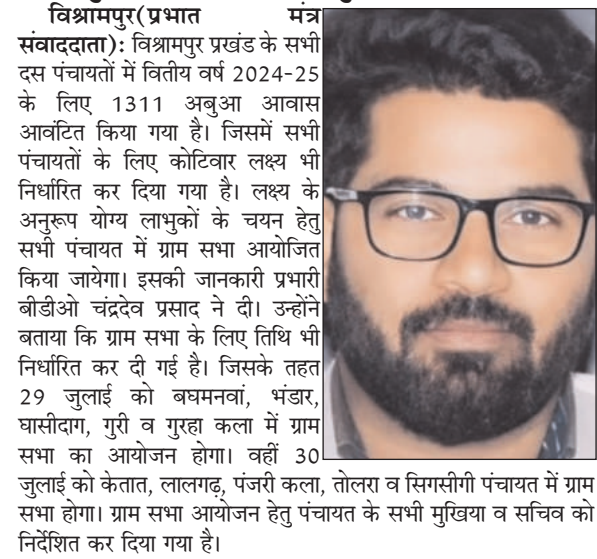 विश्रामपुर(प्रभात मंत्र
संवाददाता): विश्रामपुर प्रखंड के सभी
दस पंचायतों में वितीय वर्ष 2024-25
के लिए 1311 अबुआ आवास
आवंटित किया गया है। जिसमें सभी
पंचायतों के लिए कोटिवार लक्ष्य भी
निर्धारित कर दिया गया है। लक्ष्य के
अनुरूप योग्य लाभुकों के चयन हेतु
सभी पंचायत में ग्राम सभा आयोजित
किया जायेगा। इसकी जानकारी प्रभारी
बीडीओ चंद्रदेव प्रसाद ने दी। उन्होंने
बताया कि ग्राम सभा के लिए तिथि भी
निर्धारित कर दी गई है। जिसके तहत
29 जुलाई को बघमनवां, भंडार,
घासीदाग, गुरी व गुरहा कला में ग्राम
सभा का आयोजन होगा। वहीं 30
जुलाई को केतात, लालगढ़, पंजरी कला, तोलरा व सिगसीगी पंचायत में ग्राम
सभा होगा। ग्राम सभा आयोजन हेतु पंचायत के सभी मुखिया व सचिव को
निर्देशित कर दिया गया है।